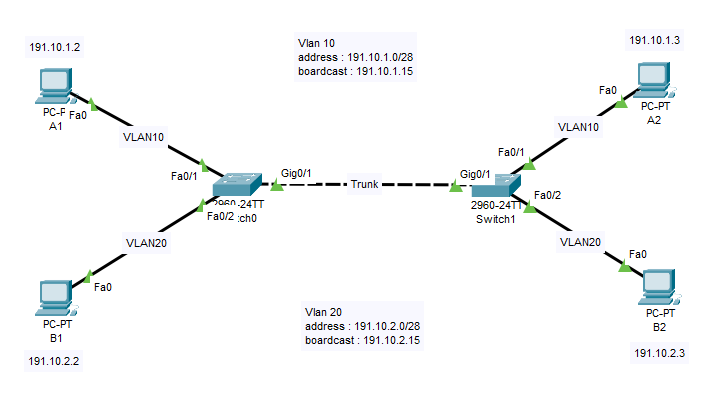 Vlan 10
address : 191.10.1.0/28
boardcast : 191.10.1.15
191.10.1.2
191.10.1.3
Fa0
PC-P
Fa0
A1
PC-PT
A2
VLAN10
VLAN10
Fa0/1
Fa0/1
Gig0/1
Trunk
Gig0/1
2960-24TT
Fa0/2
2960-24TT
Switch1
Fa0/2
VLAN20
VLAN20
Fa0
Fa0
PC-PT
B1
PC-PT
B2
Vlan 20
address : 191.10.2.0/28
boardcast : 191.10.2.15
191.10.2.2
191.10.2.3